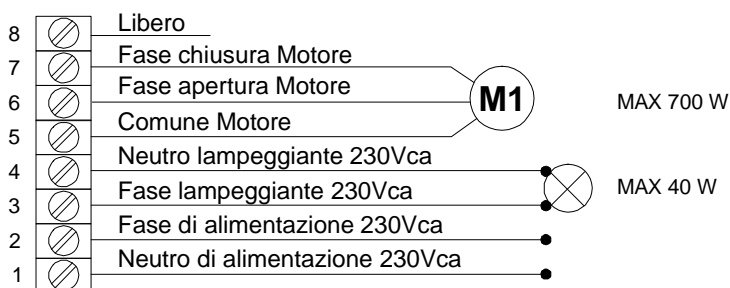 8 Libero
7 Fase chiusura Motore
6 Fase apertura Motore
M1 MAX 700 W
5 Comune Motore
4 Neutro lampeggiante 230Vca
MAX 40 W
3 Fase lampeggiante 230Vca
2 Fase di alimentazione 230Vca
1 Neutro di alimentazione 230Vca